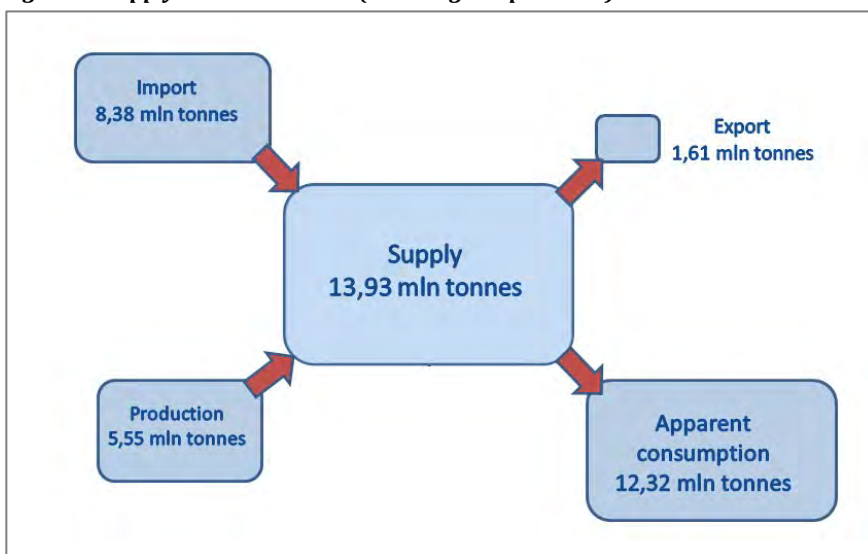 Import
8,38 mln tonnes
Export
1,61 mln tonnes
Supply
13,93 mln tonnes
Production
5,55 mln tonnes
Apparent
consumption
12,32 mln tonnes